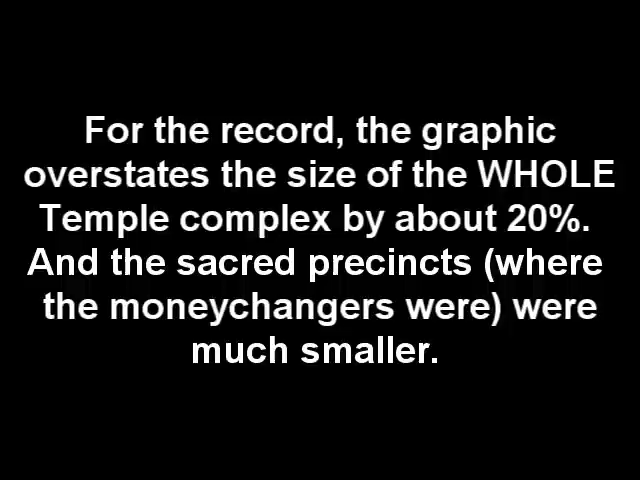 For the record, the graphic
overstates the size of the WHOLE
Temple complex by about 20%.
And the sacred precincts (where
the moneychangers were) were
much smaller.